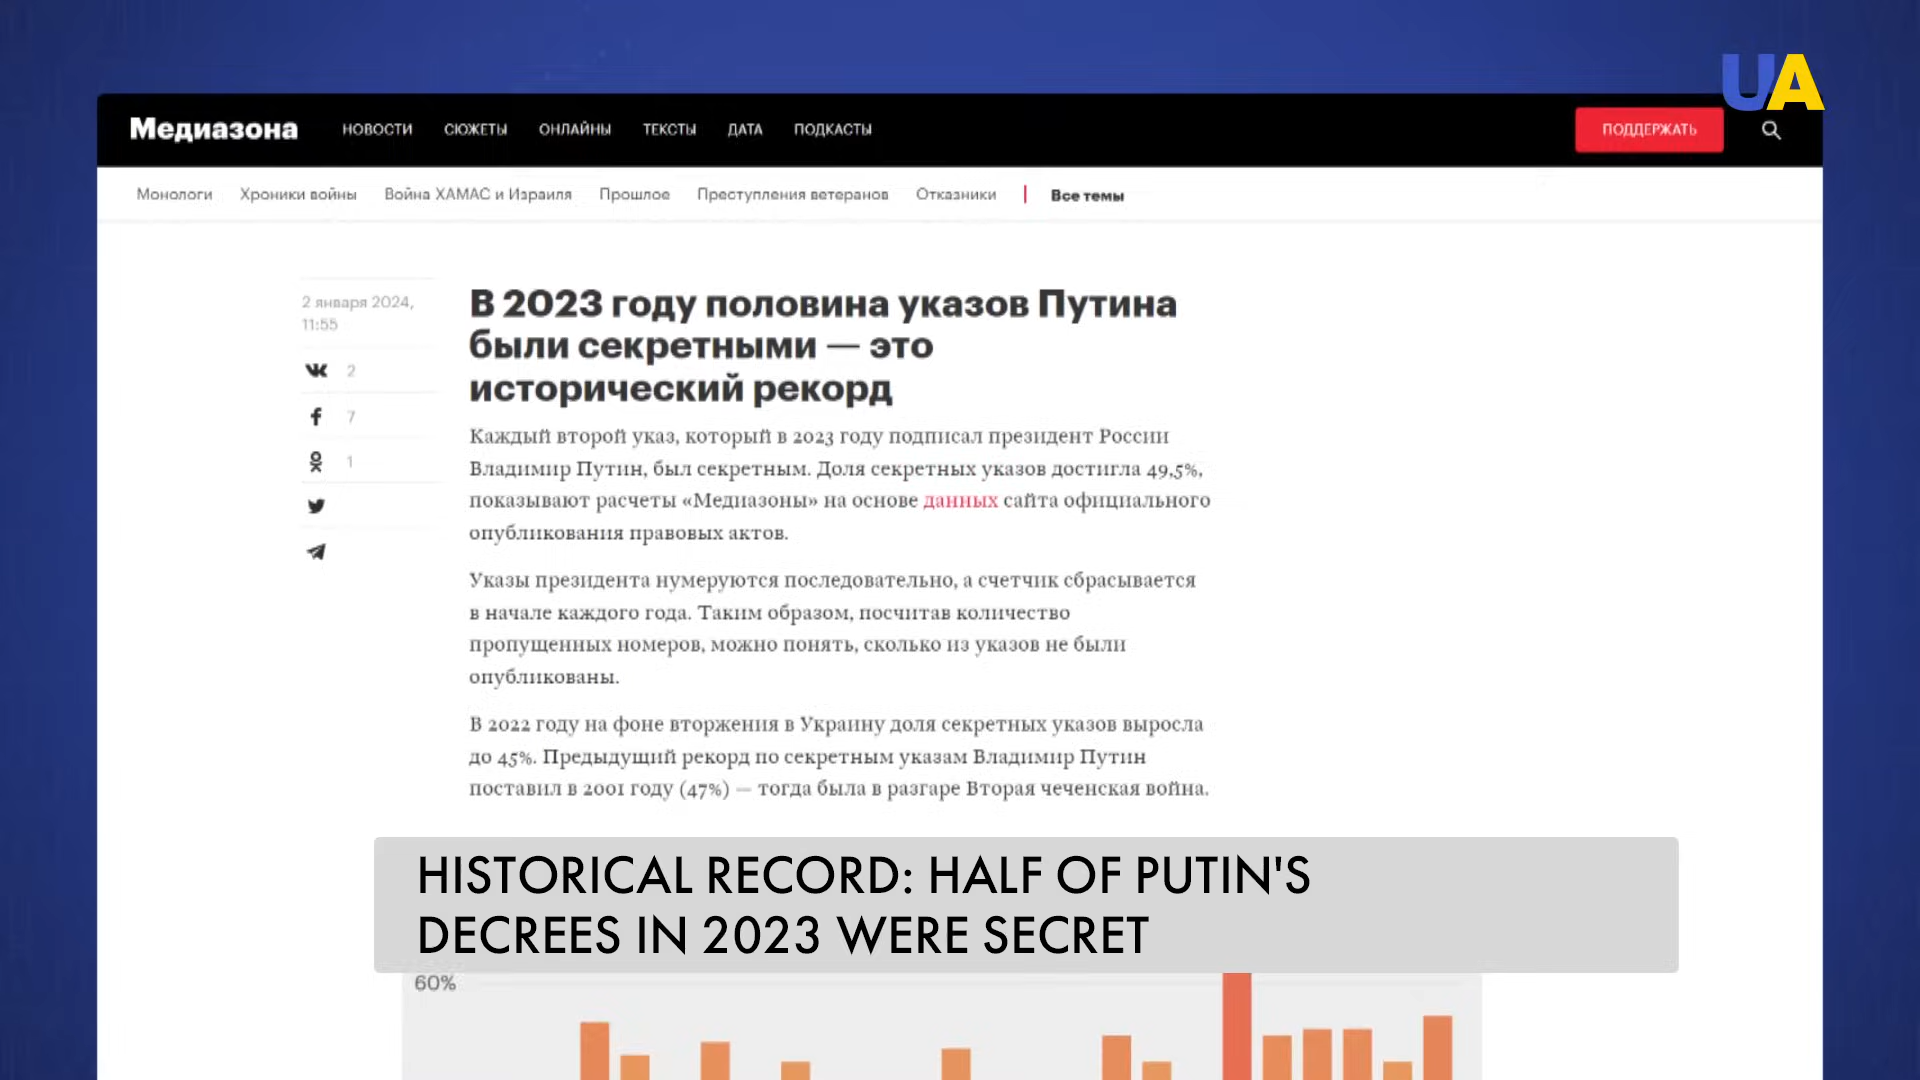 UA
Медиазона НОВОСТИ СЮЖЕТЫ ОНЛАЙНЫ ТЕКСТЫ ДАТА ПОДКАСТЫ ПОДДЕРЖАТЬ
Монологи Хроники войны Война ХАМАС и Израиля Прошлое Преступления ветеранов Отказники | Все темы
2 января 2024,
11:55
2
7
1
В 2023 году половина указов Путина
были секретными — это
исторический рекорд
Каждый второй указ, который в 2023 году подписал президент России
Владимир Путин, был секретным. Доля секретных указов достигла 49,5%,
показывают расчеты «Медиазоны» на основе данных сайта официального
опубликования правовых актов.
Указы президента нумеруются последовательно, а счетчик сбрасывается
в начале каждого года. Таким образом, посчитав количество
пропущенных номеров, можно понять, сколько из указов не были
опубликованы.
В 2022 году на фоне вторжения в Украину доля секретных указов выросла
до 45%. Предыдущий рекорд по секретным указам Владимир Путин
поставил в 2001 году (47%) — тогда была в разгаре Вторая чеченская война.
HISTORICAL RECORD: HALF OF PUTIN'S
DECREES IN 2023 WERE SECRET
60%